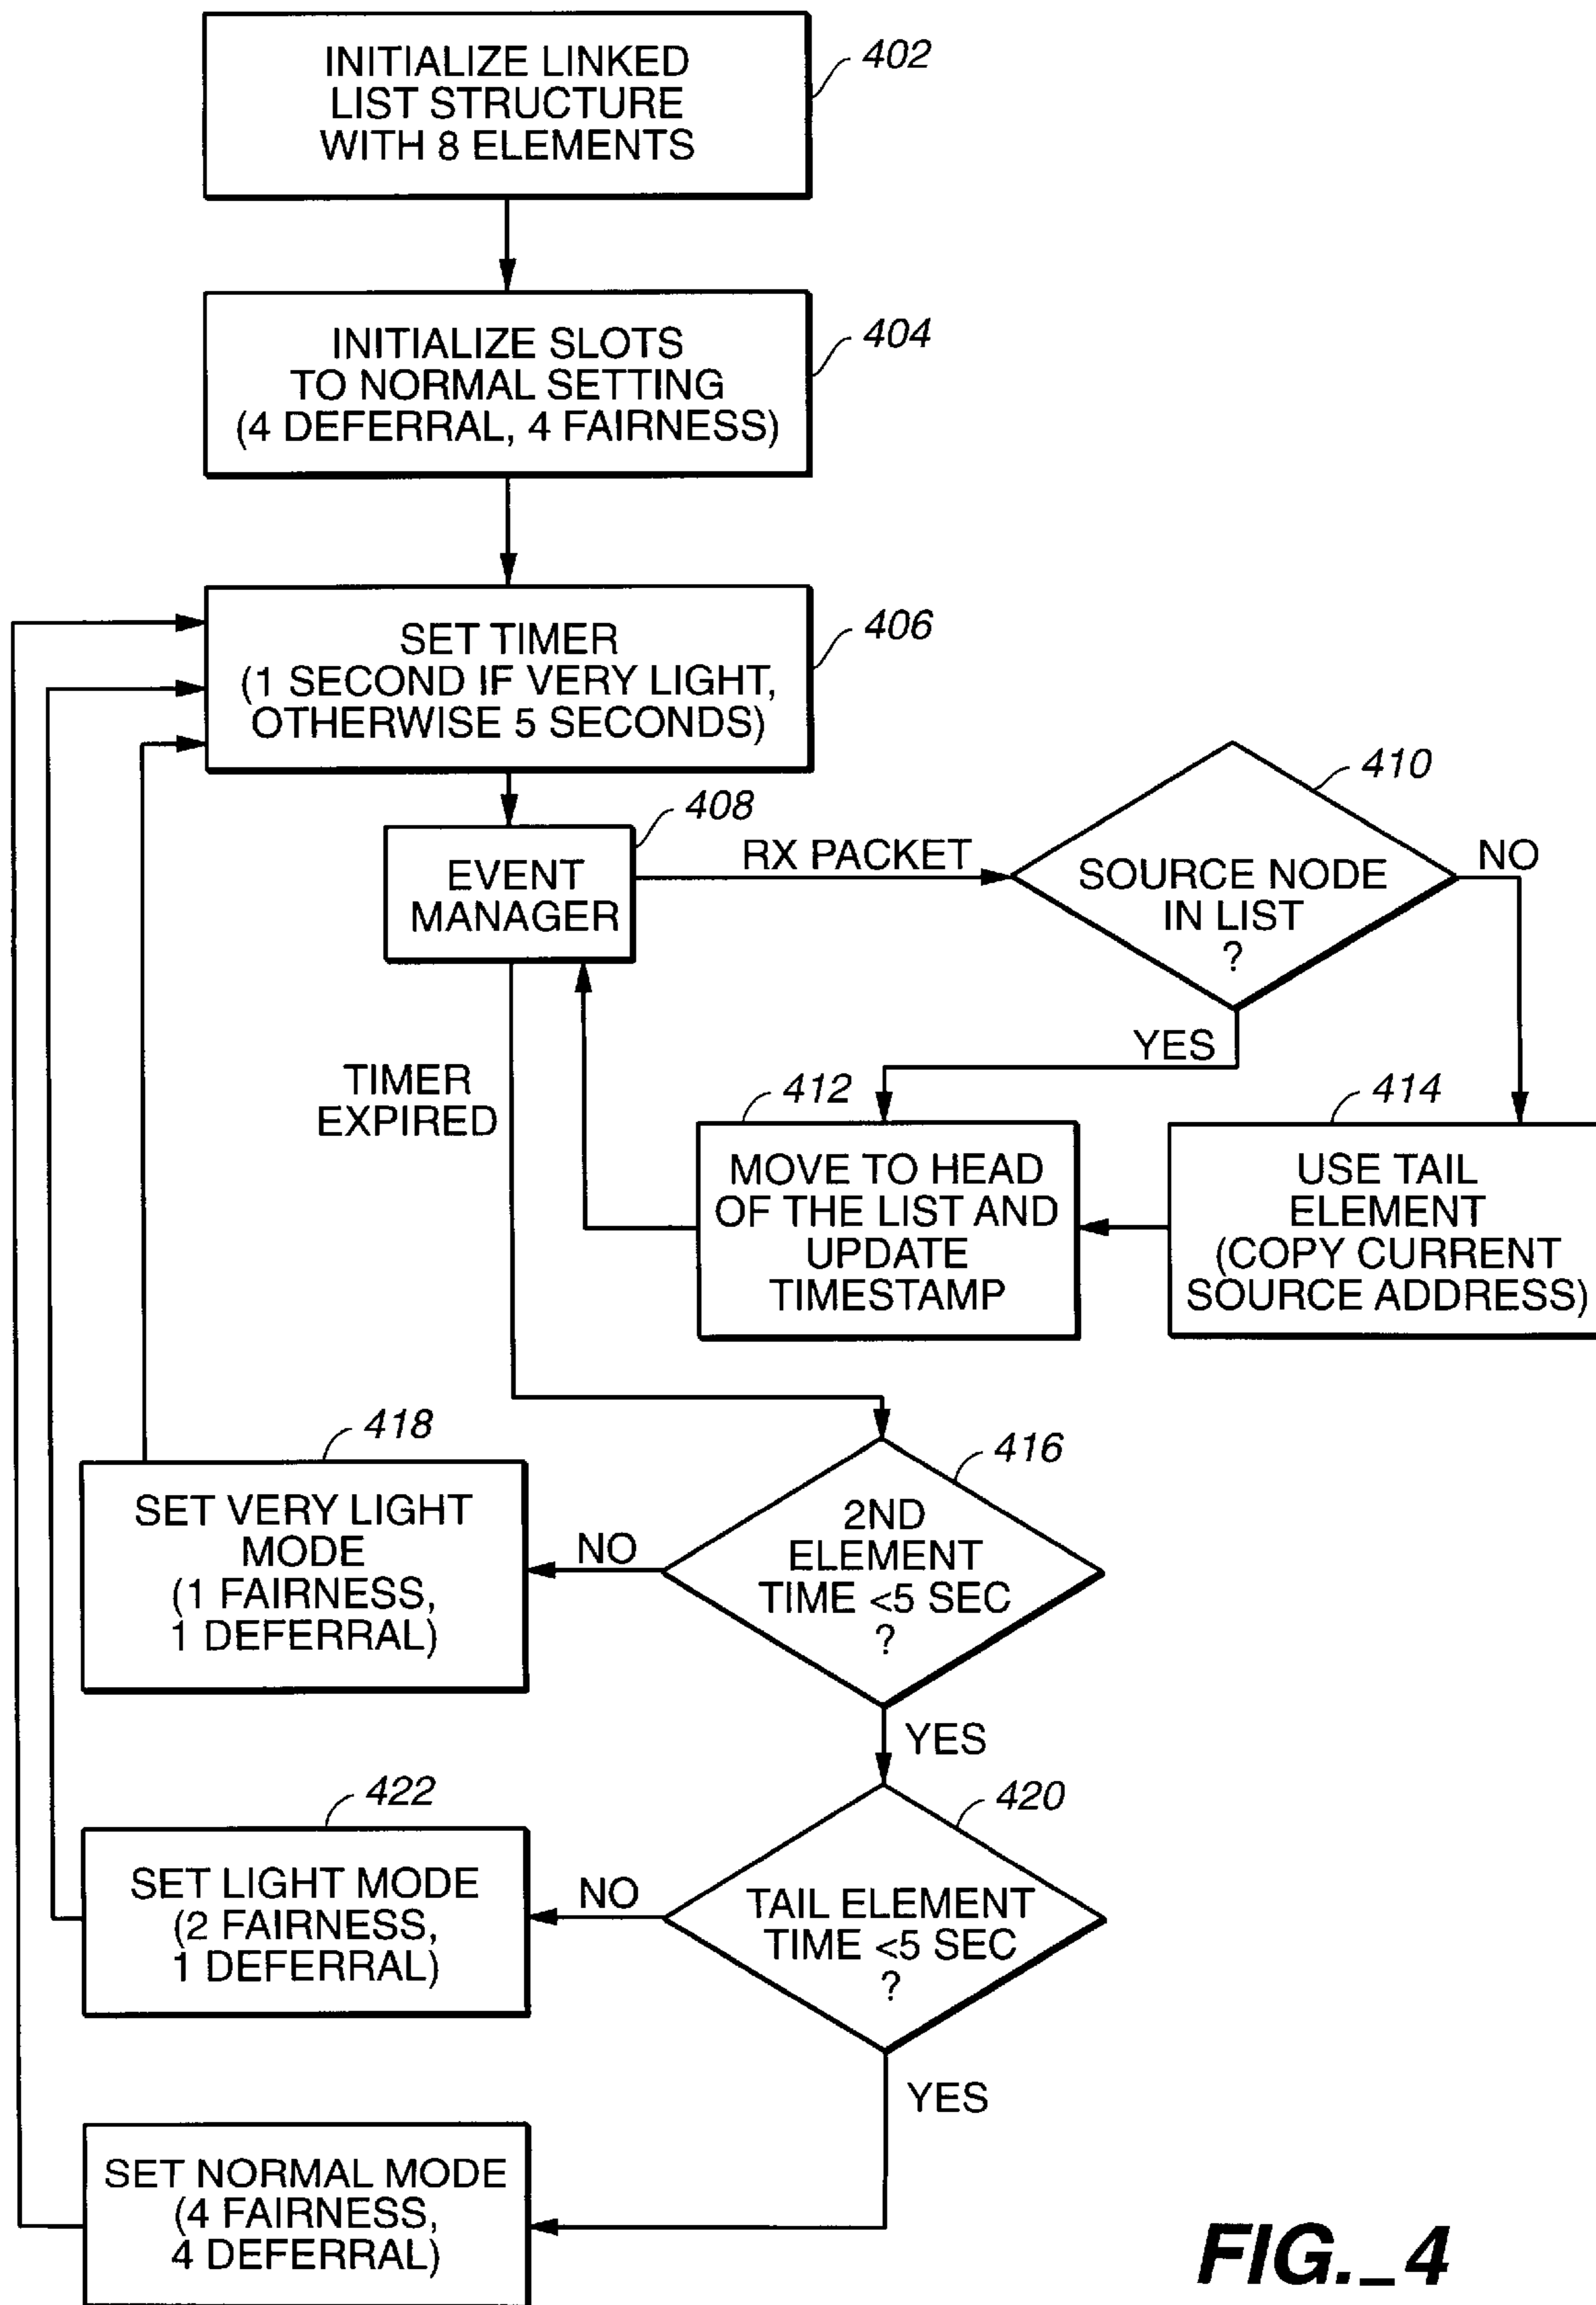 INITIALIZE LINKED
LIST STRUCTURE
WITH 8 ELEMENTS
402
INITIALIZE SLOTS
TO NORMAL SETTING
(4 DEFERRAL, 4 FAIRNESS)
404
SET TIMER
(1 SECOND IF VERY LIGHT,
OTHERWISE 5 SECONDS)
406
EVENT
MANAGER
408
RX PACKET
SOURCE NODE
IN LIST
?
410
NO
YES
TIMER
EXPIRED
MOVE TO HEAD
OF THE LIST AND
UPDATE
TIMESTAMP
412
USE TAIL
ELEMENT
(COPY CURRENT
SOURCE ADDRESS)
414
2ND
ELEMENT
TIME <5 SEC
?
416
NO
SET VERY LIGHT
MODE
(1 FAIRNESS,
1 DEFERRAL)
418
YES
TAIL ELEMENT
TIME <5 SEC
?
420
NO
SET LIGHT MODE
(2 FAIRNESS,
1 DEFERRAL)
422
YES
SET NORMAL MODE
(4 FAIRNESS,
4 DEFERRAL)
FIG._4